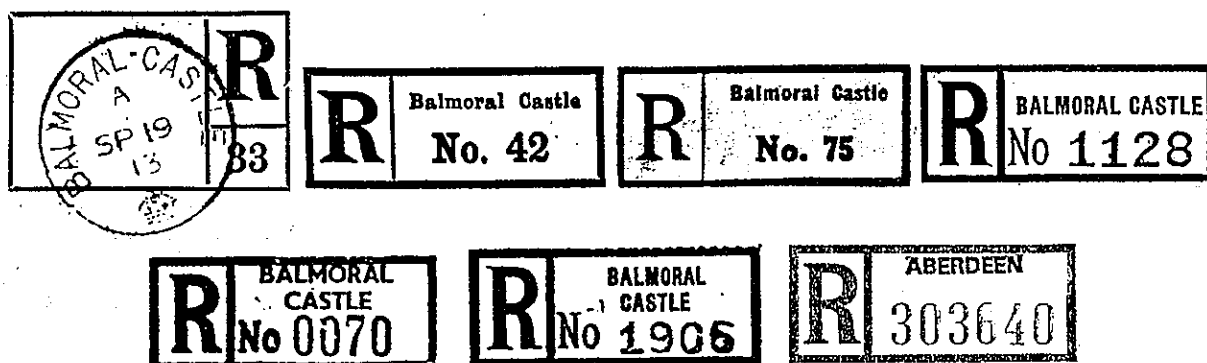 BALMORAL-CASTLE
A
SP 19
13
R
33
R
Balmoral Castle
No. 42
R
Balmoral Castle
No. 75
R
BALMORAL CASTLE
No 1128
R
BALMORAL
CASTLE
No 0070
R
BALMORAL
CASTLE
No 1906
R
ABERDEEN
303640